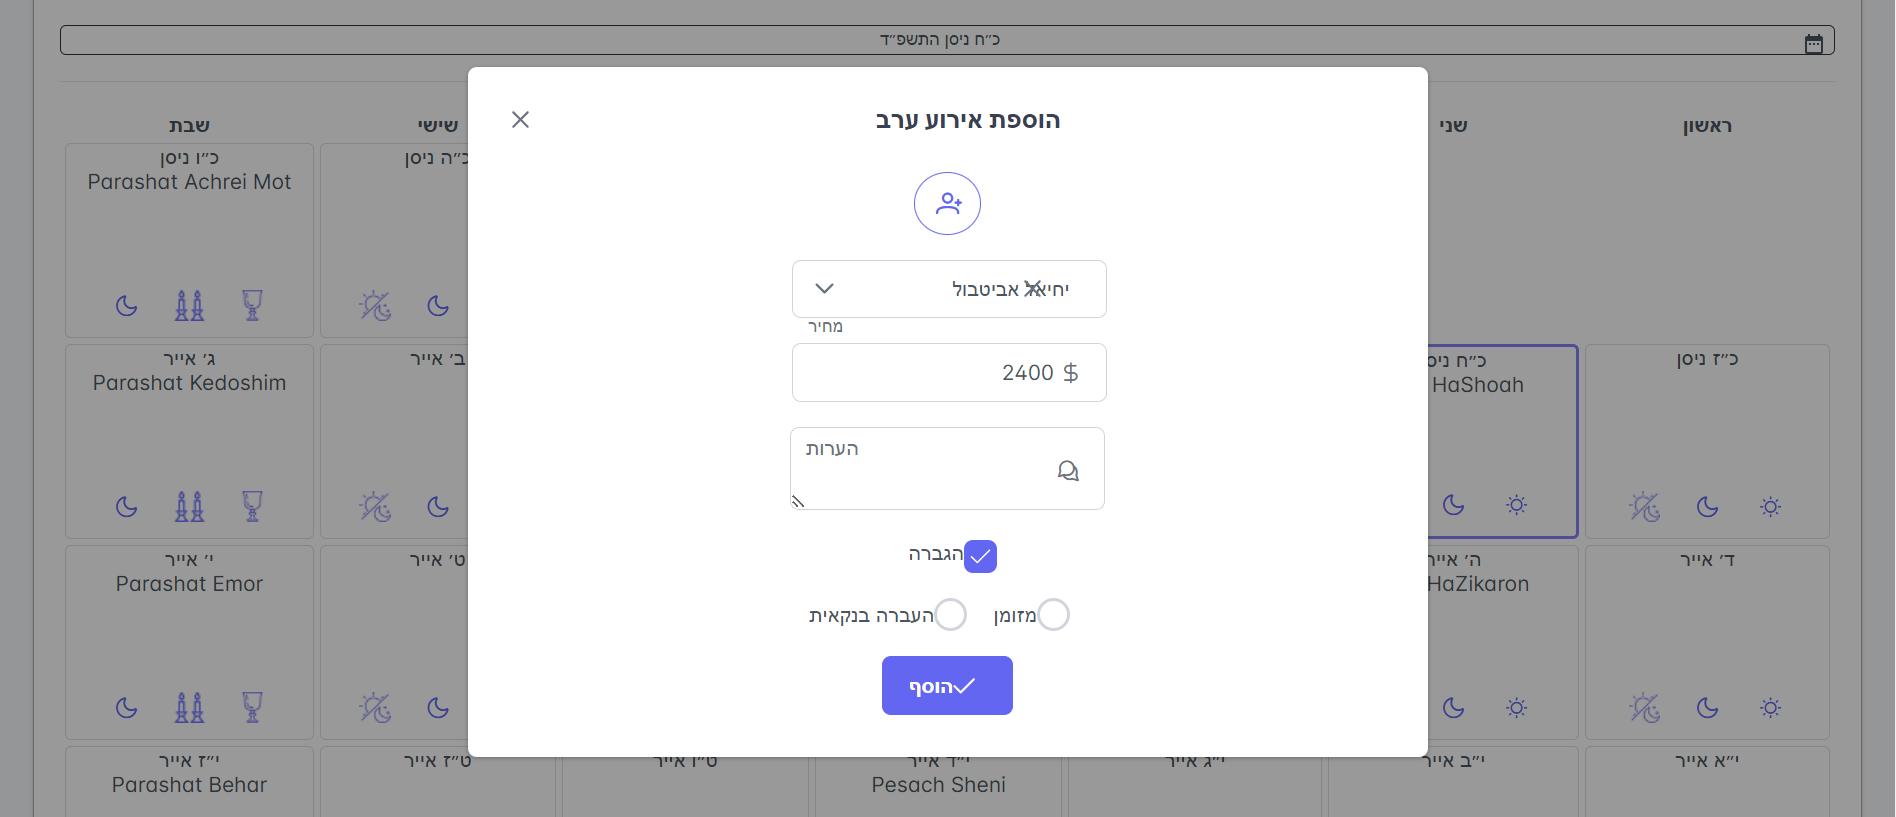 כ״ח ניסן התשפ״ד
ראשון
שני
שישי
שבת
הוספת אירוע ערב
יחיאל אביטבול
מחיר
2400 $
הערות
הגברה
מזומן
העברה בנקאית
הוסף
כ״ה ניסן
כ״ו ניסן
Parashat Achrei Mot
כ״ז ניסן
כ״ח ניס
HaShoah
ב׳ אייר
ג׳ אייר
Parashat Kedoshim
ד׳ אייר
ה׳ אייר
HaZikaron
ט׳ אייר
י׳ אייר
Parashat Emor
י״א אייר
י״ב אייר
י״ג אייר
י״ד אייר
Pesach Sheni
ט״ו אייר
ט״ז אייר
י״ז אייר
Parashat Behar